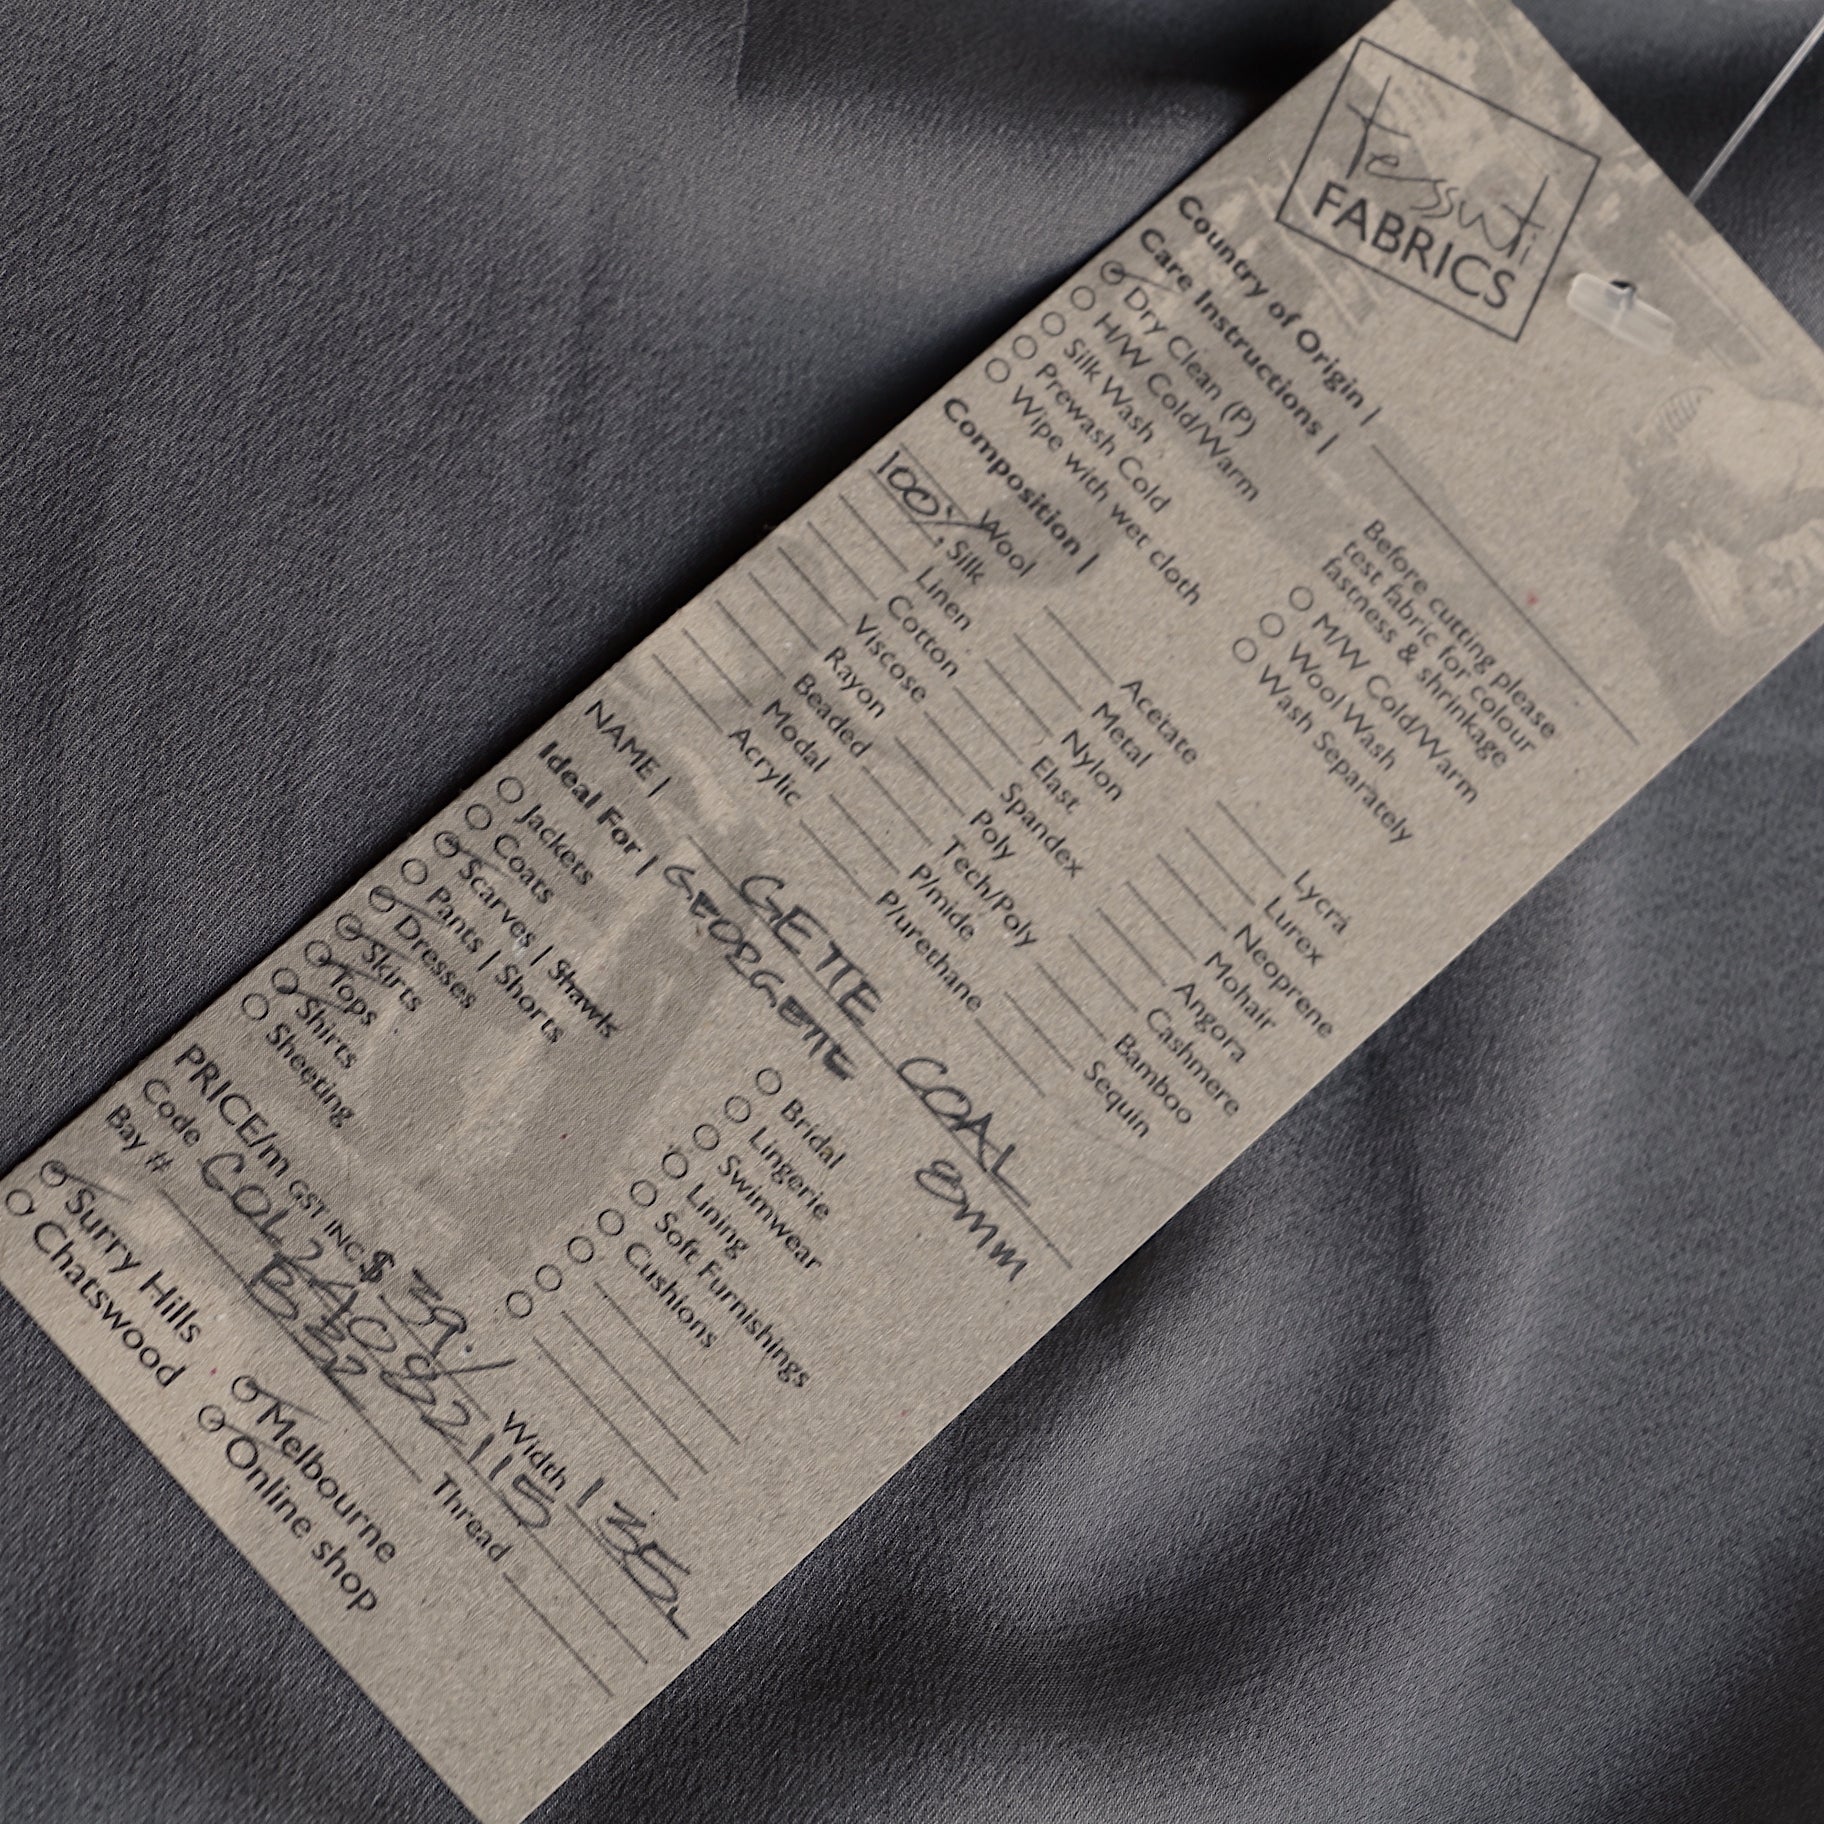 tessuti
FABRICS
Country of Origin |
Care Instructions |
Dry Clean (P)
H/W Cold/Warm
Silk Wash
Prewash Cold
Wipe with wet cloth
Before cutting please
test fabric for colour
fastness & shrinkage
M/W Cold/Warm
Wool Wash
Wash Separately
Composition |
Wool
100% Silk
Linen
Cotton
Viscose
Rayon
Beaded
Modal
Acrylic
Acetate
Metal
Nylon
Elast
Spandex
Poly
Tech/Poly
P/mide
P/urethane
Lycra
Lurex
Neoprene
Mohair
Angora
Cashmere
Bamboo
Sequin
NAME | GETTE COAL
Ideal For | GEORGETTE 8mm
Jackets
Coats
Scarves | Shawls
Pants | Shorts
Dresses
Skirts
Tops
Shirts
Sheeting
Bridal
Lingerie
Swimwear
Lining
Soft Furnishings
Cushions
PRICE/m GST INC $ 39./ Width 135
Code COL2A0821115
Bay # BB2 Thread
Surry Hills
Chatswood
Melbourne
Online shop